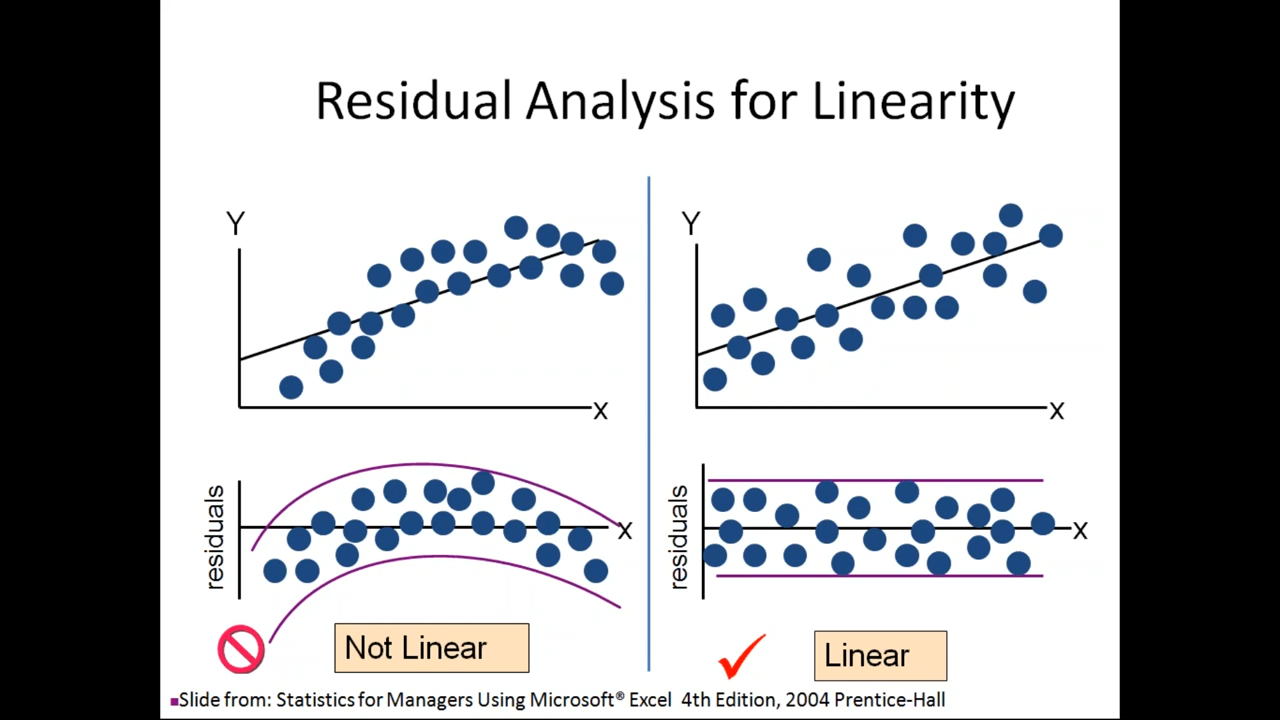 Residual Analysis for Linearity
Y
X
Y
X
residuals
X
residuals
X
Not Linear
Linear
Slide from: Statistics for Managers Using Microsoft® Excel 4th Edition, 2004 Prentice-Hall